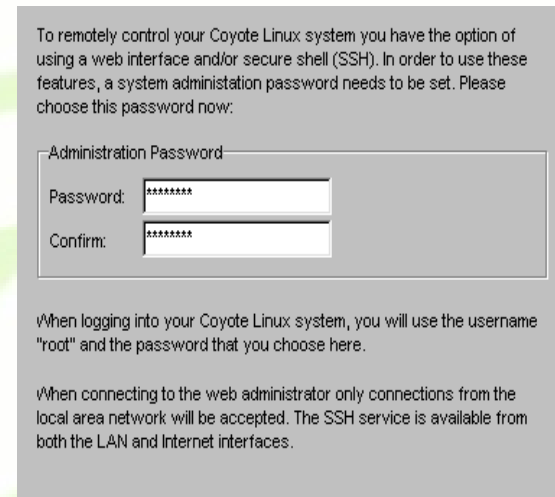 To remotely control your Coyote Linux system you have the option of
using a web interface and/or secure shell (SSH). In order to use these
features, a system administation password needs to be set. Please
choose this password now:
Administration Password
Password: ********
Confirm: ********
When logging into your Coyote Linux system, you will use the username
"root" and the password that you choose here.
When connecting to the web administrator only connections from the
local area network will be accepted. The SSH service is available from
both the LAN and Internet interfaces.